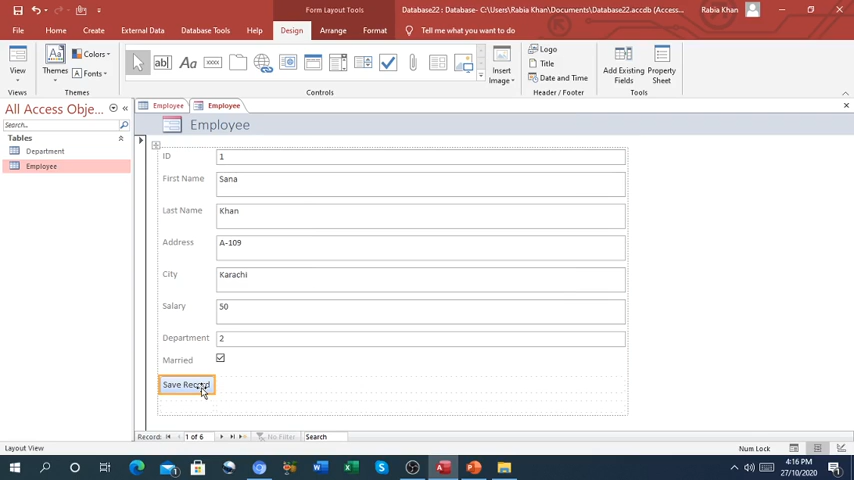 Form Layout Tools
Database22 : Database- C:\Users\Rabia Khan\Documents\Database22.accdb (Access...
Rabia Khan
File
Home
Create
External Data
Database Tools
Help
Design
Arrange
Format
Tell me what you want to do
View
Themes
Colors
Fonts
Themes
ab
Aa
xxxx
Controls
Insert
Image
Logo
Title
Date and Time
Header / Footer
Add Existing
Fields
Property
Sheet
Tools
All Access Obje...
Search...
Tables
Department
Employee
Employee
Employee
Employee
ID
1
First Name
Sana
Last Name
Khan
Address
A-109
City
Karachi
Salary
50
Department
2
Married
Save Record
Record:
1 of 6
No Filter
Search
Layout View
Num Lock
4:16 PM
27/10/2020